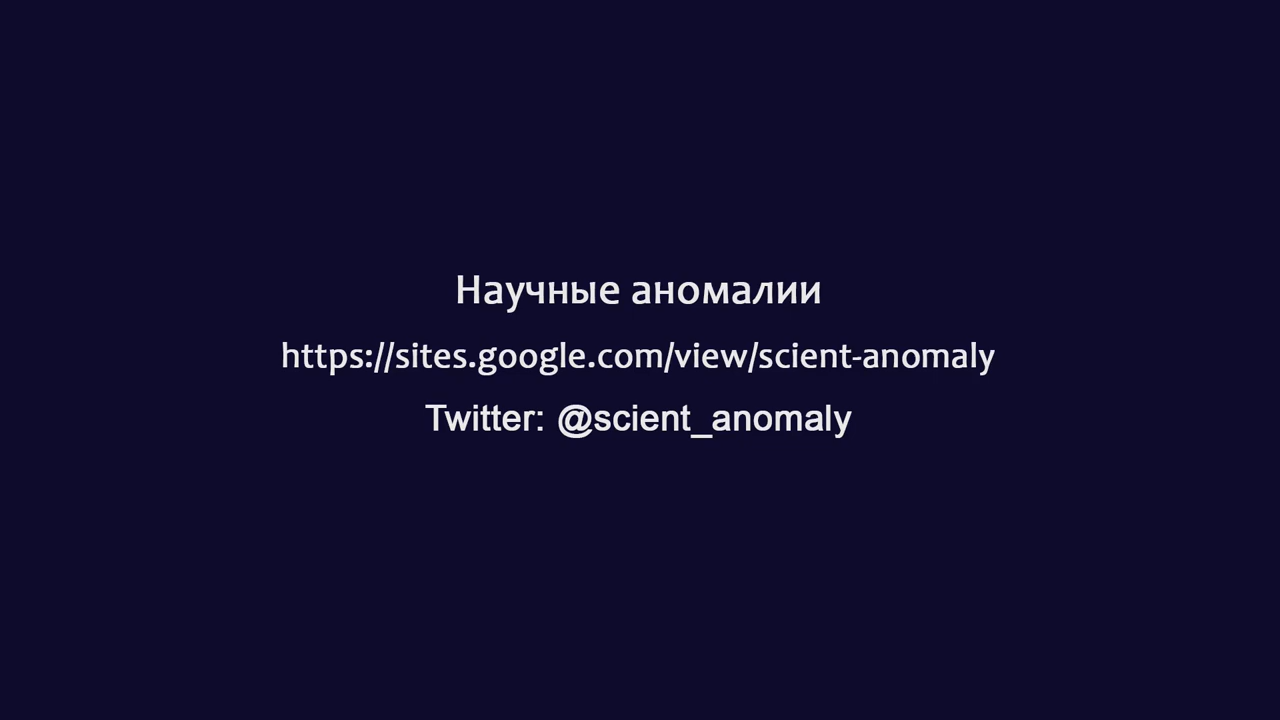 Научные аномалии
https://sites.google.com/view/scient-anomaly
Twitter: @scient_anomaly